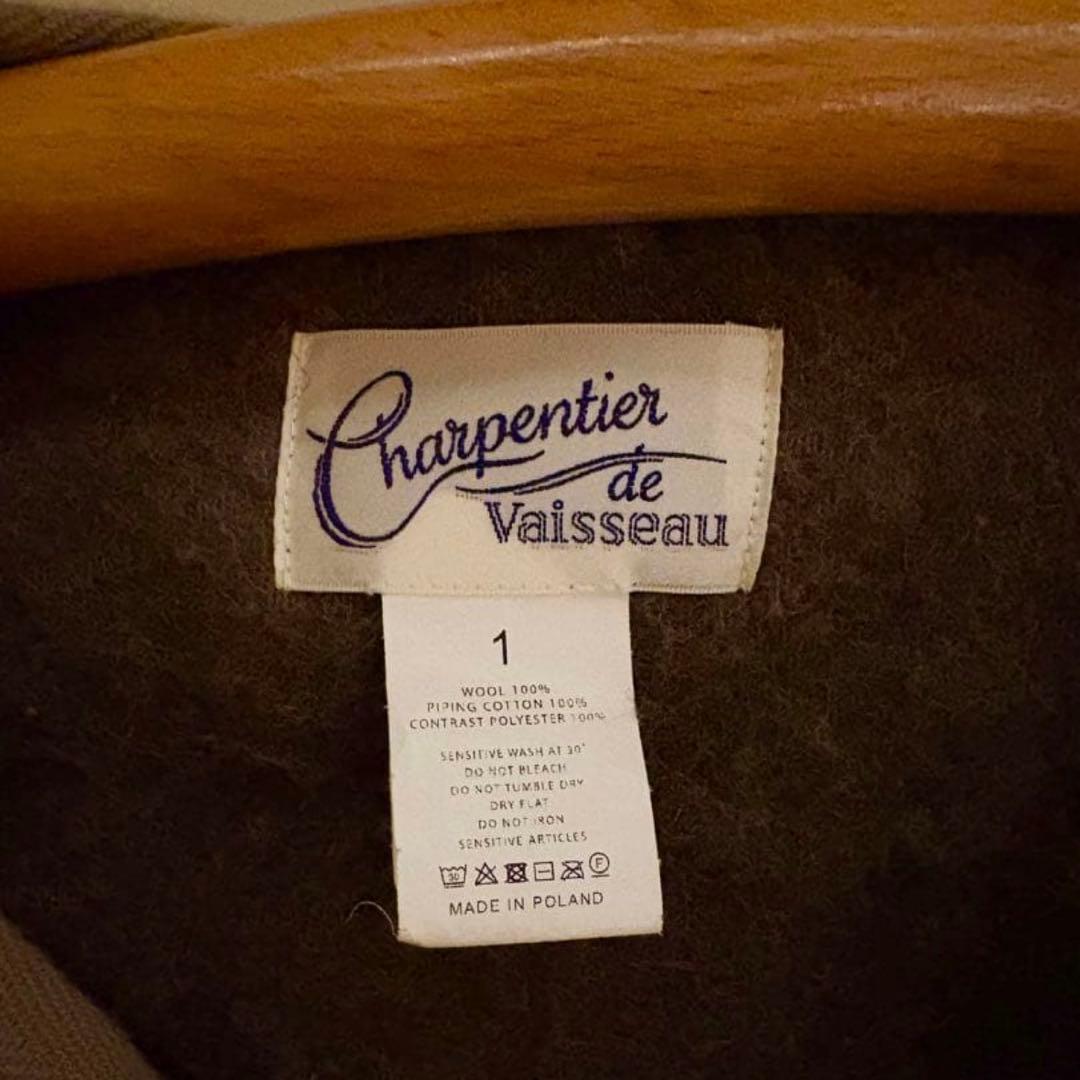 Charpentier
de
Vaisseau
1
WOOL 100%
PIPING COTTON 100%
CONTRAST POLYESTER 100%
SENSITIVE WASH AT 30°
DO NOT BLEACH
DO NOT TUMBLE DRY
DRY FLAT
DO NOT IRON
SENSITIVE ARTICLES
30 F
MADE IN POLAND